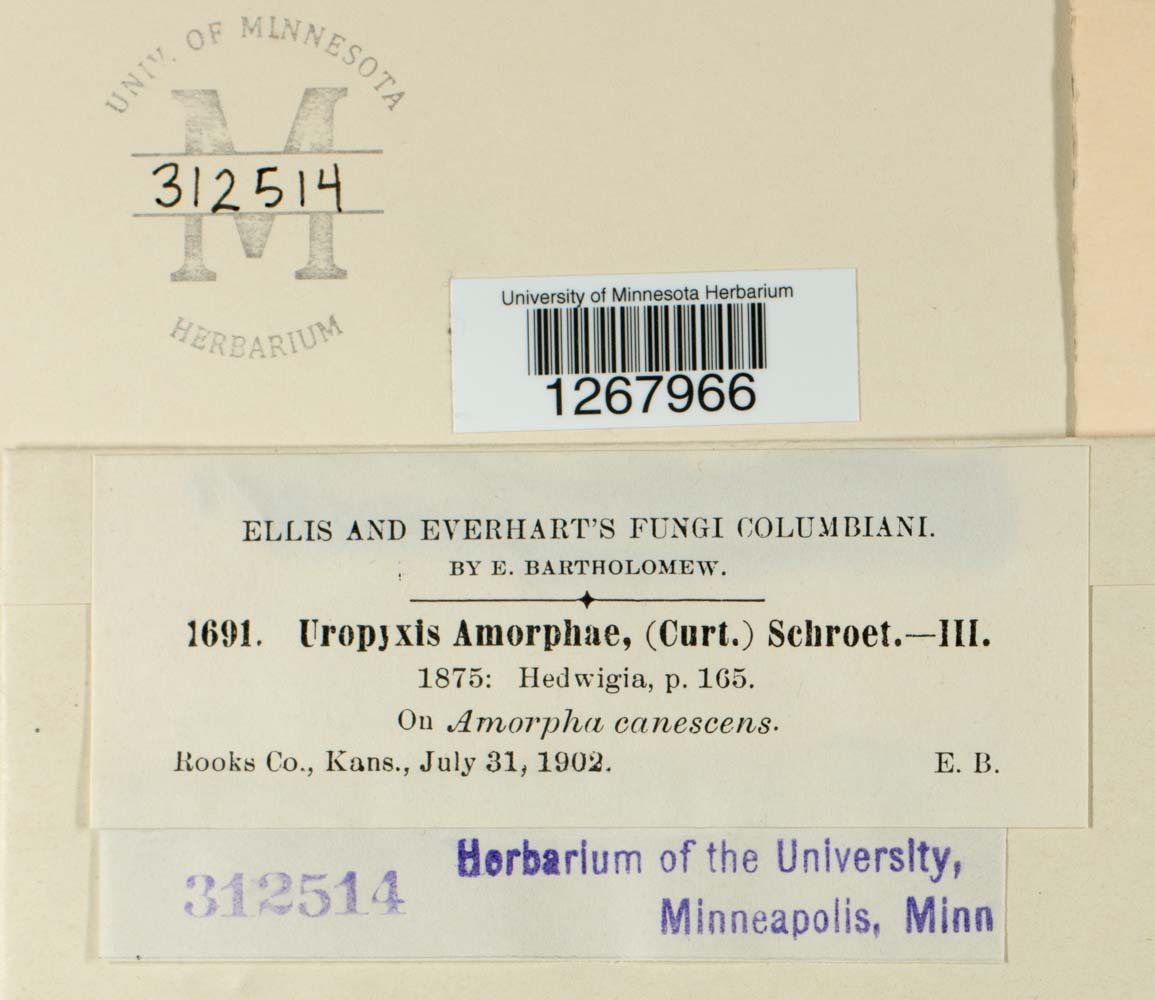 UNIV. OF MINNESOTA
M
312514
HERBARIUM
University of Minnesota Herbarium
1267966
ELLIS AND EVERHART'S FUNGI COLUMBIANI.
BY E. BARTHOLOMEW.
1691. Uropyxis Amorphae, (Curt.) Schroet.—III.
1875: Hedwigia, p. 165.
On Amorpha canescens.
Rooks Co., Kans., July 31, 1902. E. B.
312514 Herbarium of the University,
Minneapolis, Minn